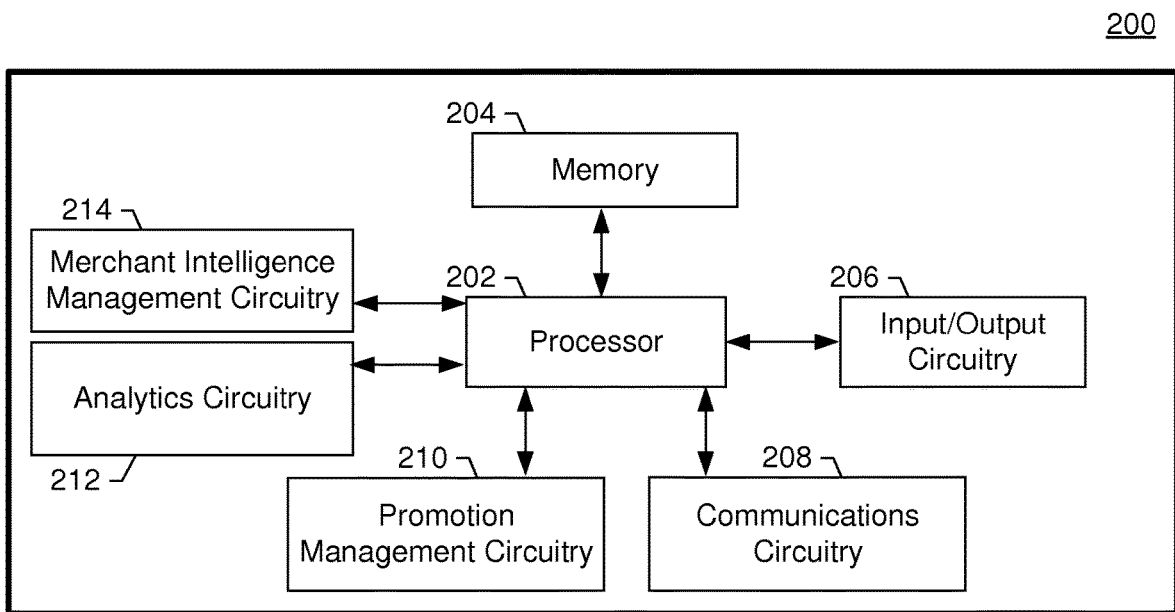 200
204
Memory
214
Merchant Intelligence
Management Circuitry
202
Processor
206
Input/Output
Circuitry
Analytics Circuitry
212
210
Promotion
Management Circuitry
208
Communications
Circuitry